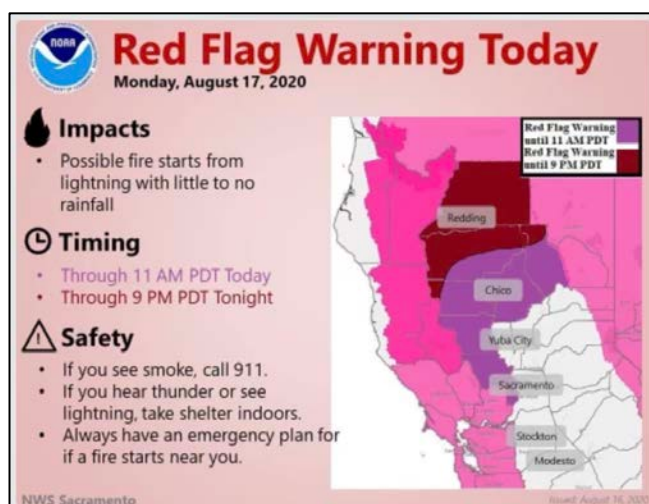 NOAA
Red Flag Warning Today
Monday, August 17, 2020
Impacts
• Possible fire starts from
lightning with little to no
rainfall
Timing
• Through 11 AM PDT Today
• Through 9 PM PDT Tonight
Safety
• If you see smoke, call 911.
• If you hear thunder or see
lightning, take shelter indoors.
• Always have an emergency plan for
if a fire starts near you.
Red Flag Warning
until 11 AM PDT
Red Flag Warning
until 9 PM PDT
Redding
Chico
Yuba City
Sacramento
Stockton
Modesto
NWS Sacramento
Issued: August 16, 2020